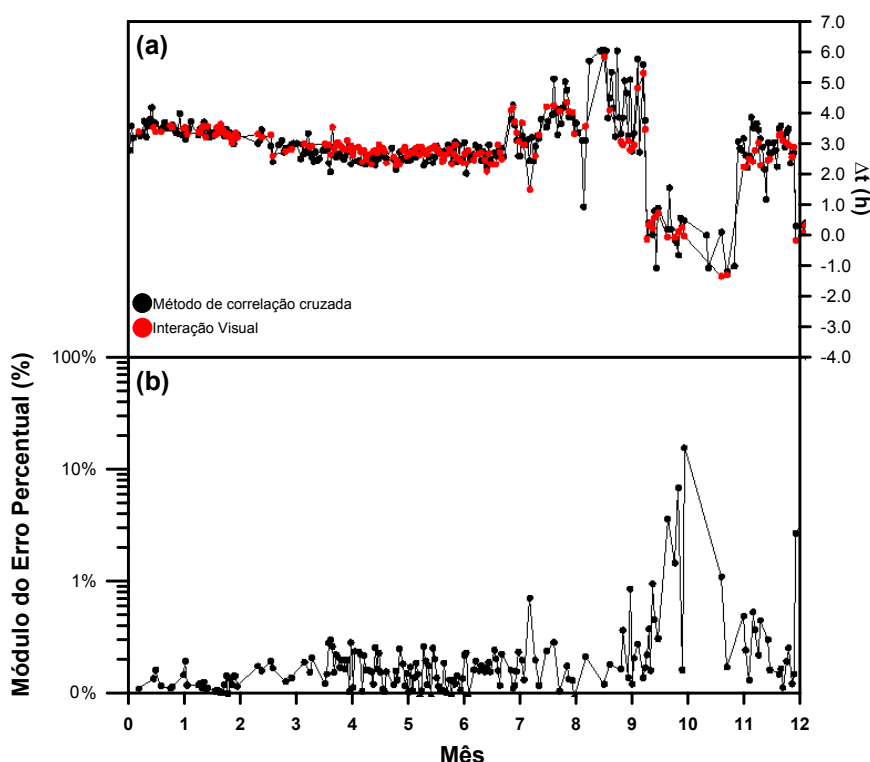 (a)
7.0
6.0
5.0
4.0
3.0
2.0
1.0
0.0
-1.0
-2.0
-3.0
-4.0
Δt (h)
Método de correlação cruzada
Interação Visual
(b)
100%
10%
1%
0%
Módulo do Erro Percentual (%)
0 1 2 3 4 5 6 7 8 9 10 11 12
Mês